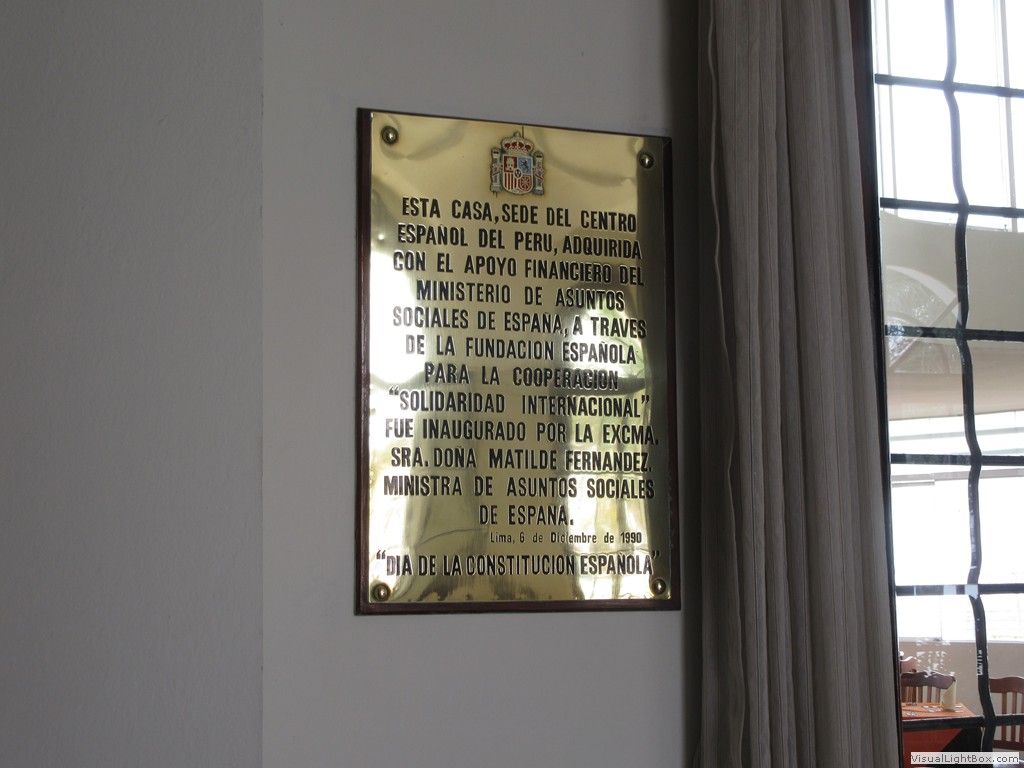 ESTA CASA, SEDE DEL CENTRO
ESPAÑOL DEL PERU, ADQUIRIDA
CON EL APOYO FINANCIERO DEL
MINISTERIO DE ASUNTOS
SOCIALES DE ESPAÑA, A TRAVES
DE LA FUNDACION ESPAÑOLA
PARA LA COOPERACION
“SOLIDARIDAD INTERNACIONAL”
FUE INAUGURADO POR LA EXCMA.
SRA. DOÑA MATILDE FERNANDEZ.
MINISTRA DE ASUNTOS SOCIALES
DE ESPAÑA.
Lima, 6 de Diciembre de 1990
“DIA DE LA CONSTITUCION ESPAÑOLA”
VisualLightBox.com